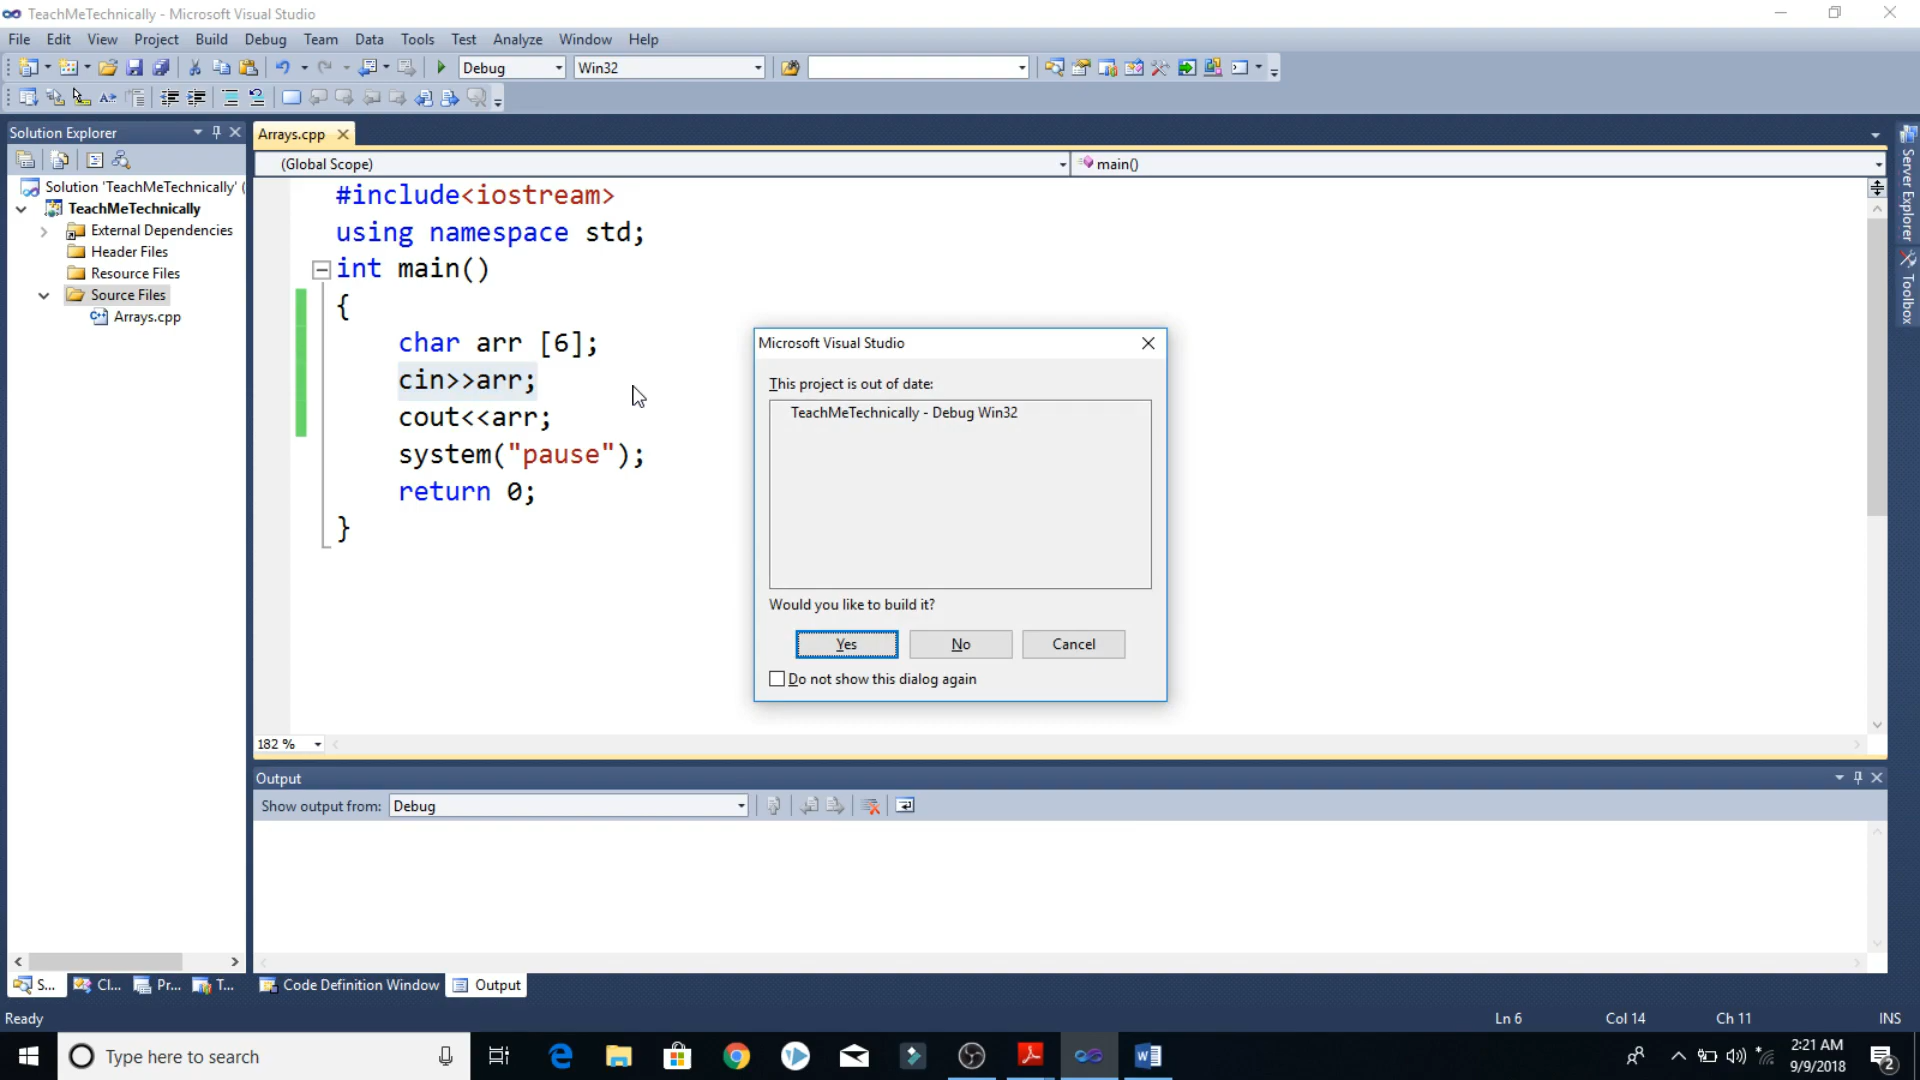 TeachMeTechnically - Microsoft Visual Studio
File Edit View Project Build Debug Team Data Tools Test Analyze Window Help
Debug Win32
Solution Explorer
Arrays.cpp
(Global Scope) main()
Solution 'TeachMeTechnically' (
TeachMeTechnically
External Dependencies
Header Files
Resource Files
Source Files
Arrays.cpp
#include<iostream>
using namespace std;
int main()
{
char arr [6];
cin>>arr;
cout<<arr;
system("pause");
return 0;
}
Microsoft Visual Studio
This project is out of date:
TeachMeTechnically - Debug Win32
Would you like to build it?
Yes No Cancel
Do not show this dialog again
Server Explorer
Toolbox
182 %
Output
Show output from: Debug
S... Cl... Pr... T... Code Definition Window Output
Ready Ln 6 Col 14 Ch 11 INS
Type here to search
2:21 AM
9/9/2018
2